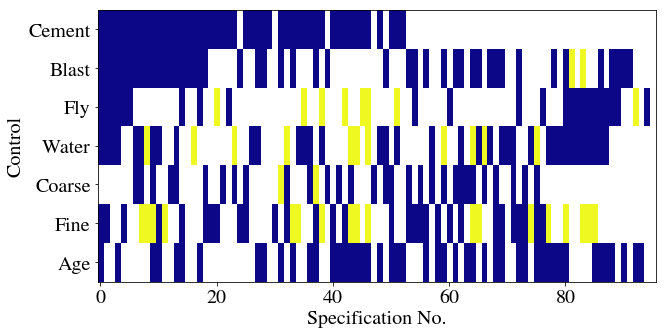 Cement
Blast
Fly
Water
Coarse
Fine
Age
Control
0 20 40 60 80
Specification No.